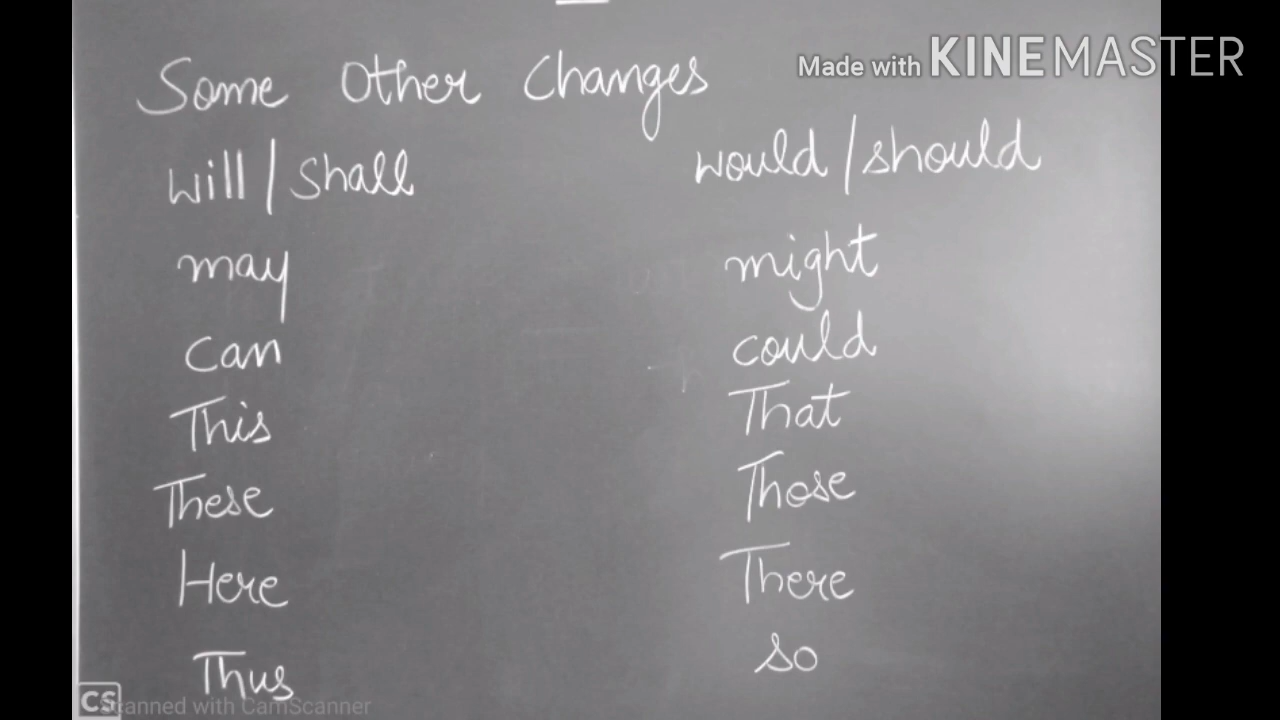 Made with KINEMASTER
Some Other Changes
will / Shall would / should
may might
Can could
This That
These Those
Here There
Thus so
CS Scanned with CamScanner